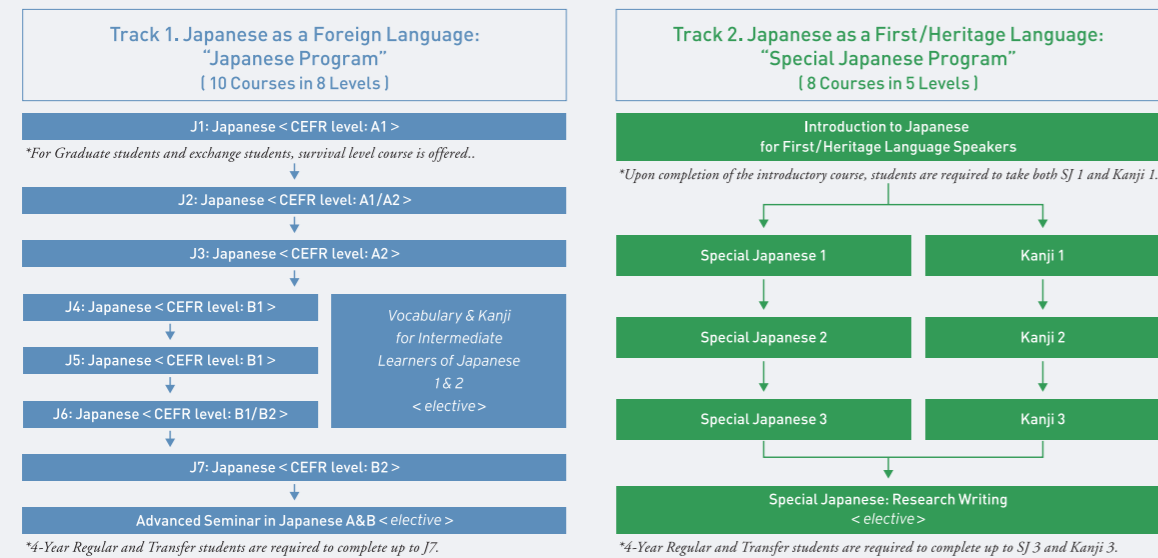 Track 1. Japanese as a Foreign Language:
“Japanese Program”
( 10 Courses in 8 Levels )
J1: Japanese < CEFR level: A1 >
*For Graduate students and exchange students, survival level course is offered..
J2: Japanese < CEFR level: A1/A2 >
J3: Japanese < CEFR level: A2 >
J4: Japanese < CEFR level: B1 >
J5: Japanese < CEFR level: B1 >
J6: Japanese < CEFR level: B1/B2 >
Vocabulary & Kanji
for Intermediate
Learners of Japanese
1 & 2
< elective >
J7: Japanese < CEFR level: B2 >
Advanced Seminar in Japanese A&B < elective >
*4-Year Regular and Transfer students are required to complete up to J7.
Track 2. Japanese as a First/Heritage Language:
“Special Japanese Program”
( 8 Courses in 5 Levels )
Introduction to Japanese
for First/Heritage Language Speakers
*Upon completion of the introductory course, students are required to take both SJ 1 and Kanji 1.
Special Japanese 1
Kanji 1
Special Japanese 2
Kanji 2
Special Japanese 3
Kanji 3
Special Japanese: Research Writing
< elective >
*4-Year Regular and Transfer students are required to complete up to SJ 3 and Kanji 3.